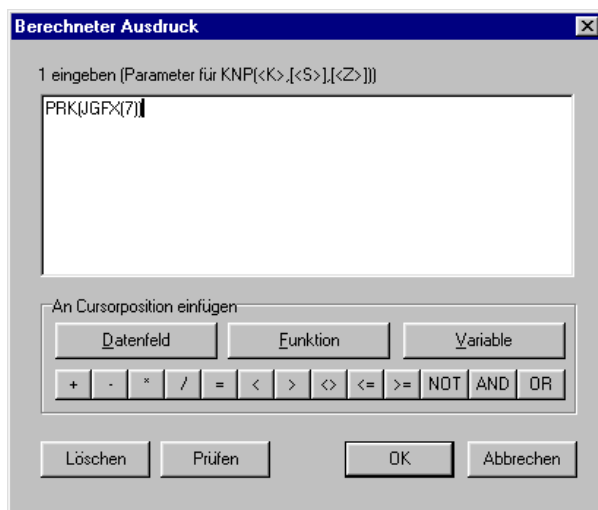 Berechneter Ausdruck
1 eingeben (Parameter für KNP(<K>,[<S>],[<Z>]))
PRK(JGFX(7))
An Cursorposition einfügen
Datenfeld Funktion Variable
+ - * / = < > <> <= >= NOT AND OR
Löschen Prüfen OK Abbrechen